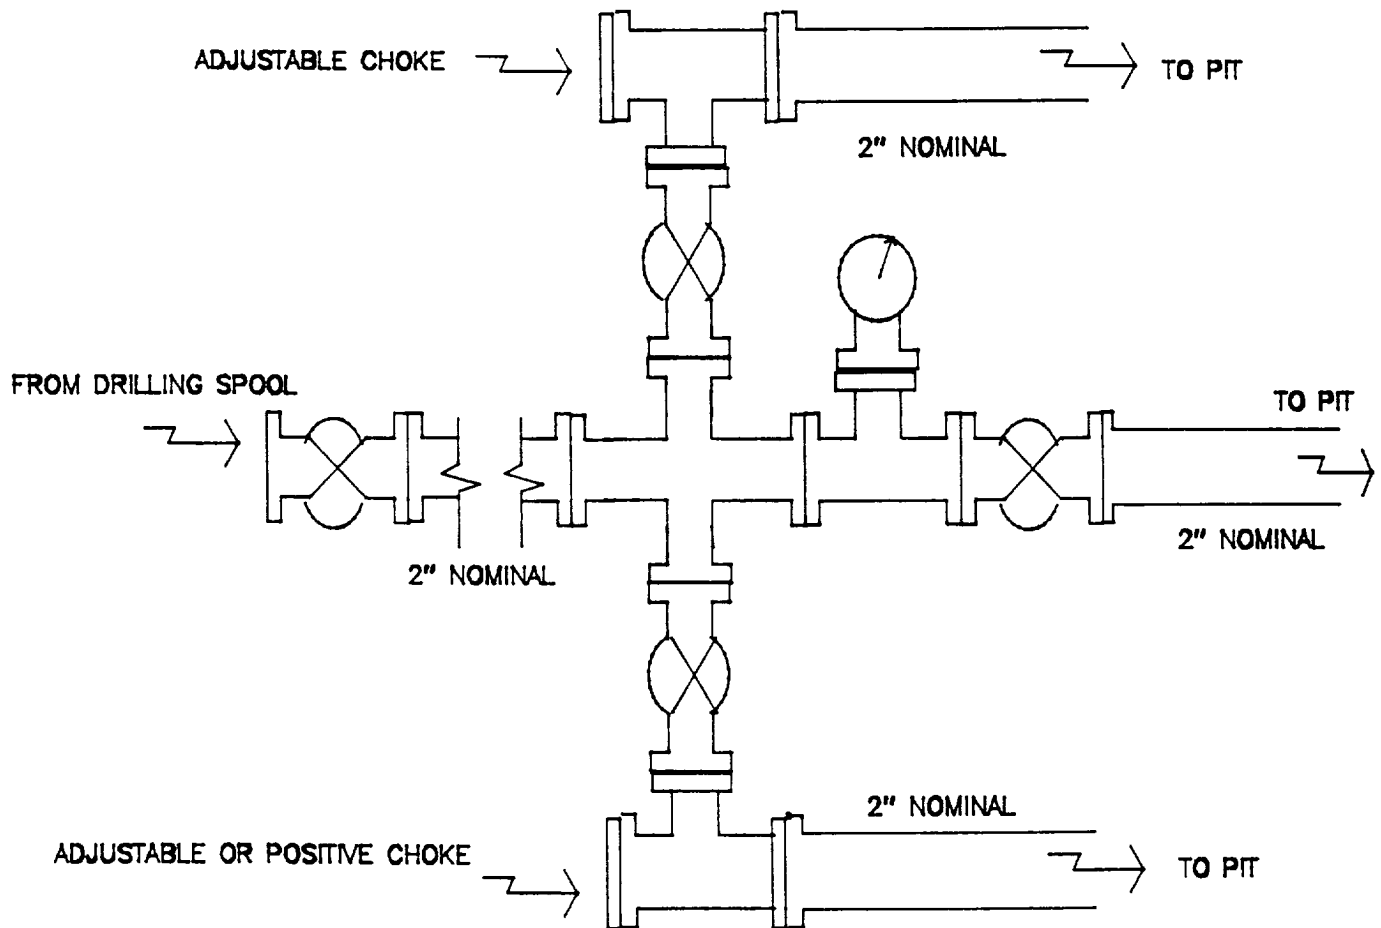 ADJUSTABLE CHOKE
TO PIT
2" NOMINAL
FROM DRILLING SPOOL
TO PIT
2" NOMINAL
2" NOMINAL
2" NOMINAL
ADJUSTABLE OR POSITIVE CHOKE
TO PIT